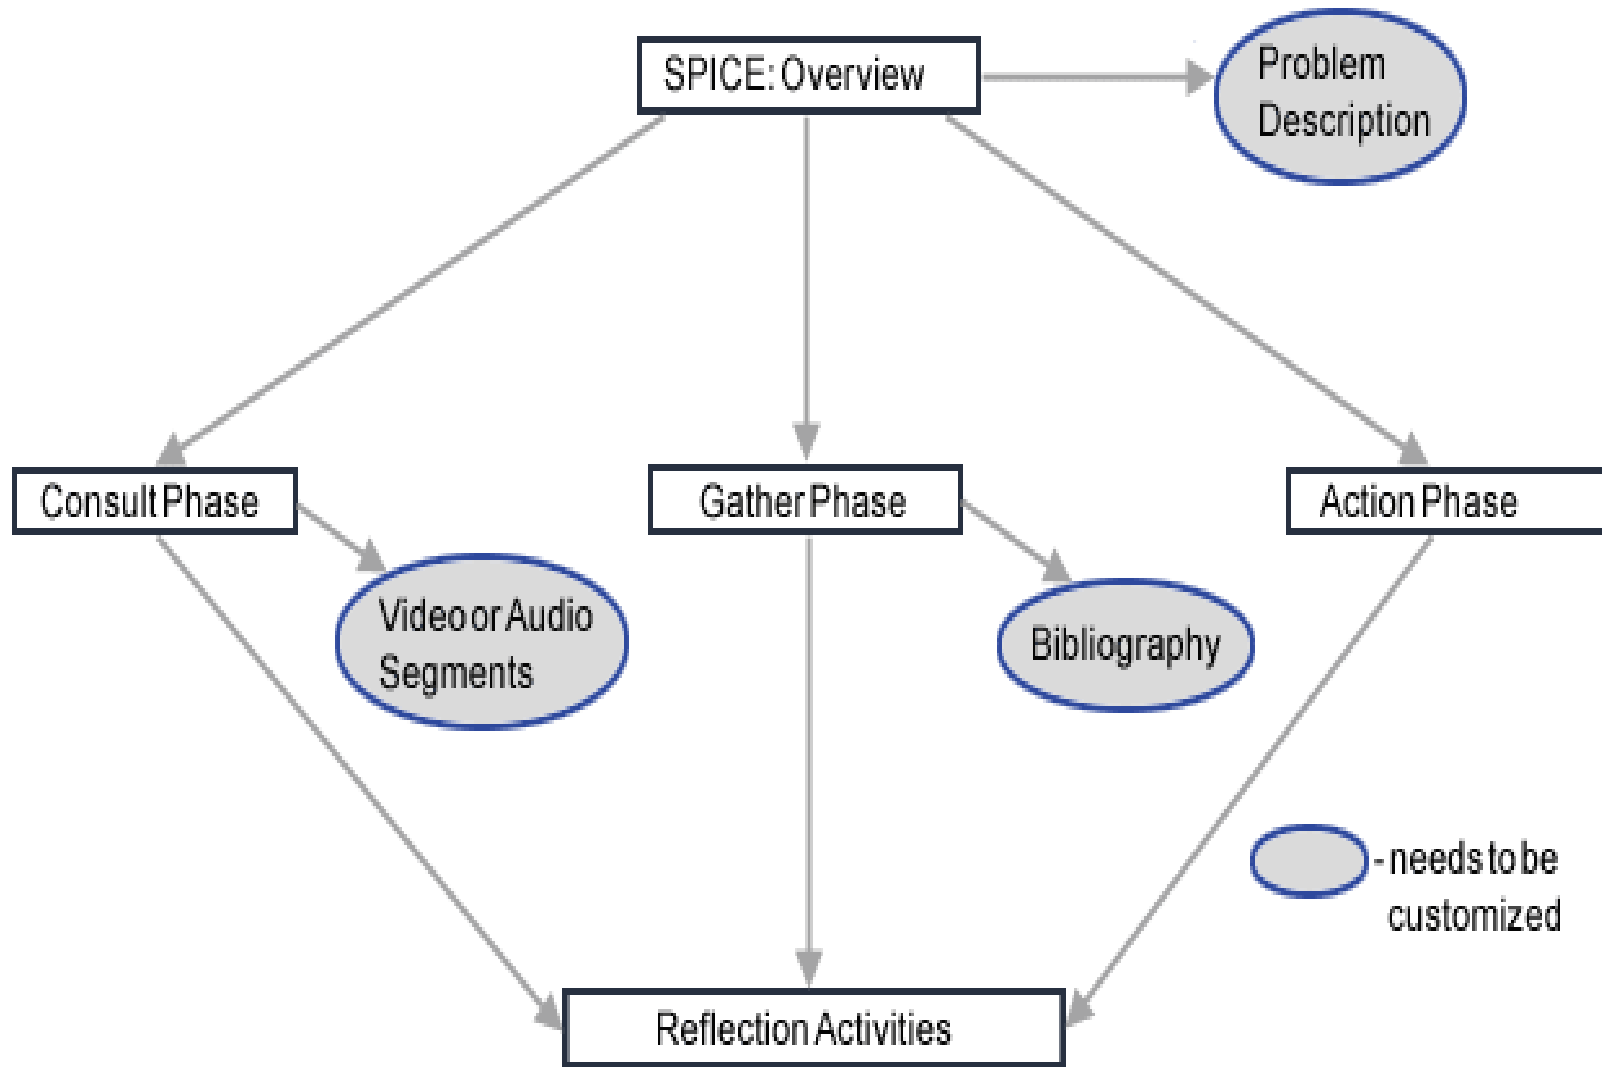 SPICE: Overview
Problem
Description
Consult Phase
Gather Phase
Action Phase
Video or Audio
Segments
Bibliography
- needs to be
customized
Reflection Activities